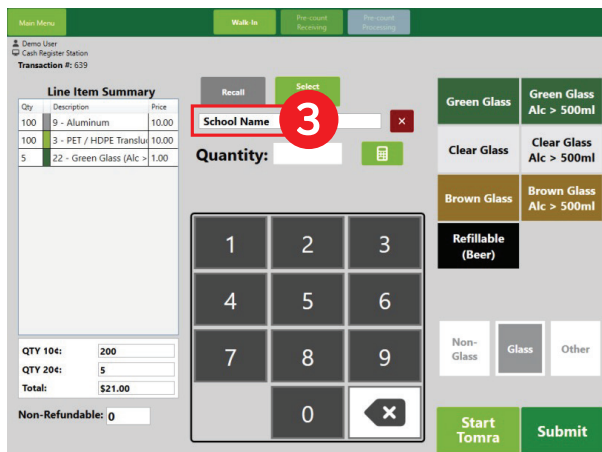 Main Menu
Walk-In
Pre-count Receiving
Pre-count Processing
Demo User
Cash Register Station
Transaction #: 639
Line Item Summary
Qty Description Price
100 9 - Aluminum 10.00
100 3 - PET / HDPE Transluc 10.00
5 22 - Green Glass (Alc > 1.00
QTY 10¢: 200
QTY 20¢: 5
Total: $21.00
Non-Refundable: 0
Recall
Select
School Name
3
×
Quantity:
1 2 3
4 5 6
7 8 9
0
Green Glass
Green Glass Alc > 500ml
Clear Glass
Clear Glass Alc > 500ml
Brown Glass
Brown Glass Alc > 500ml
Refillable (Beer)
Non-Glass
Glass
Other
Start Tomra
Submit